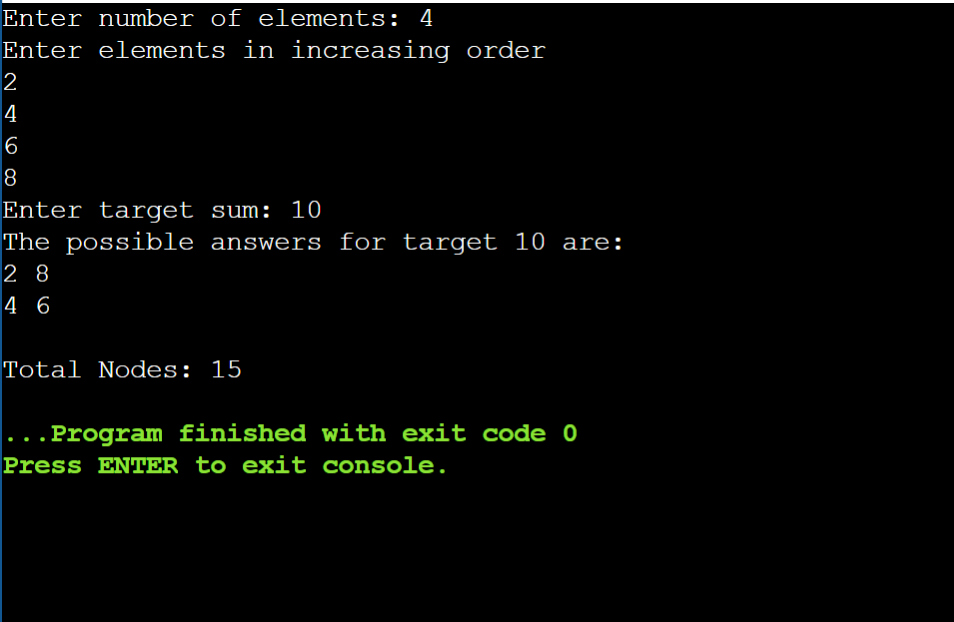 Enter number of elements: 4
Enter elements in increasing order
2
4
6
8
Enter target sum: 10
The possible answers for target 10 are:
2 8
4 6
Total Nodes: 15
...Program finished with exit code 0
Press ENTER to exit console.